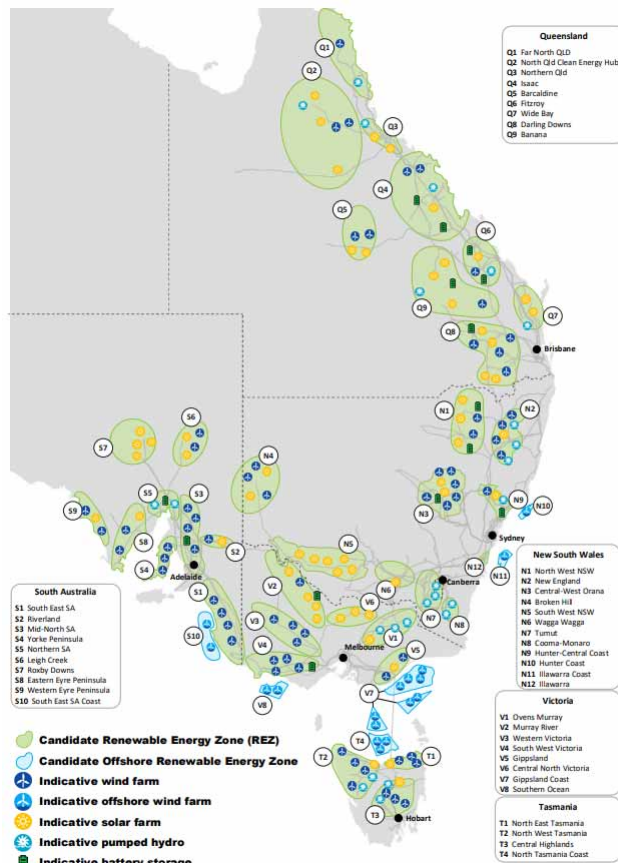 Queensland
Q1 Far North QLD
Q2 North Qld Clean Energy Hub
Q3 Northern Qld
Q4 Isaac
Q5 Barcaldine
Q6 Fitzroy
Q7 Wide Bay
Q8 Darling Downs
Q9 Banana
Q1
Q2
Q3
Q4
Q5
Q6
Q9
Q7
Q8
Brisbane
N1
N2
S6
S7
N4
S5
S3
S9
N3
N9
N10
S8
S2
N5
Sydney
S4
Adelaide
N12
N11
V2
N6
Canberra
S1
V6
S10
V3
V1
N7
N8
V4
Melbourne
V5
V8
V7
T4
T2
T1
T3
Hobart
New South Wales
N1 North West NSW
N2 New England
N3 Central-West Orana
N4 Broken Hill
N5 South West NSW
N6 Wagga Wagga
N7 Tumut
N8 Cooma-Monaro
N9 Hunter-Central Coast
N10 Hunter Coast
N11 Illawarra Coast
N12 Illawarra
South Australia
S1 South East SA
S2 Riverland
S3 Mid-North SA
S4 Yorke Peninsula
S5 Northern SA
S6 Leigh Creek
S7 Roxby Downs
S8 Eastern Eyre Peninsula
S9 Western Eyre Peninsula
S10 South East SA Coast
Victoria
V1 Ovens Murray
V2 Murray River
V3 Western Victoria
V4 South West Victoria
V5 Gippsland
V6 Central North Victoria
V7 Gippsland Coast
V8 Southern Ocean
Tasmania
T1 North East Tasmania
T2 North West Tasmania
T3 Central Highlands
T4 North Tasmania Coast
Candidate Renewable Energy Zone (REZ)
Candidate Offshore Renewable Energy Zone
Indicative wind farm
Indicative offshore wind farm
Indicative solar farm
Indicative pumped hydro
Indicative battery storage